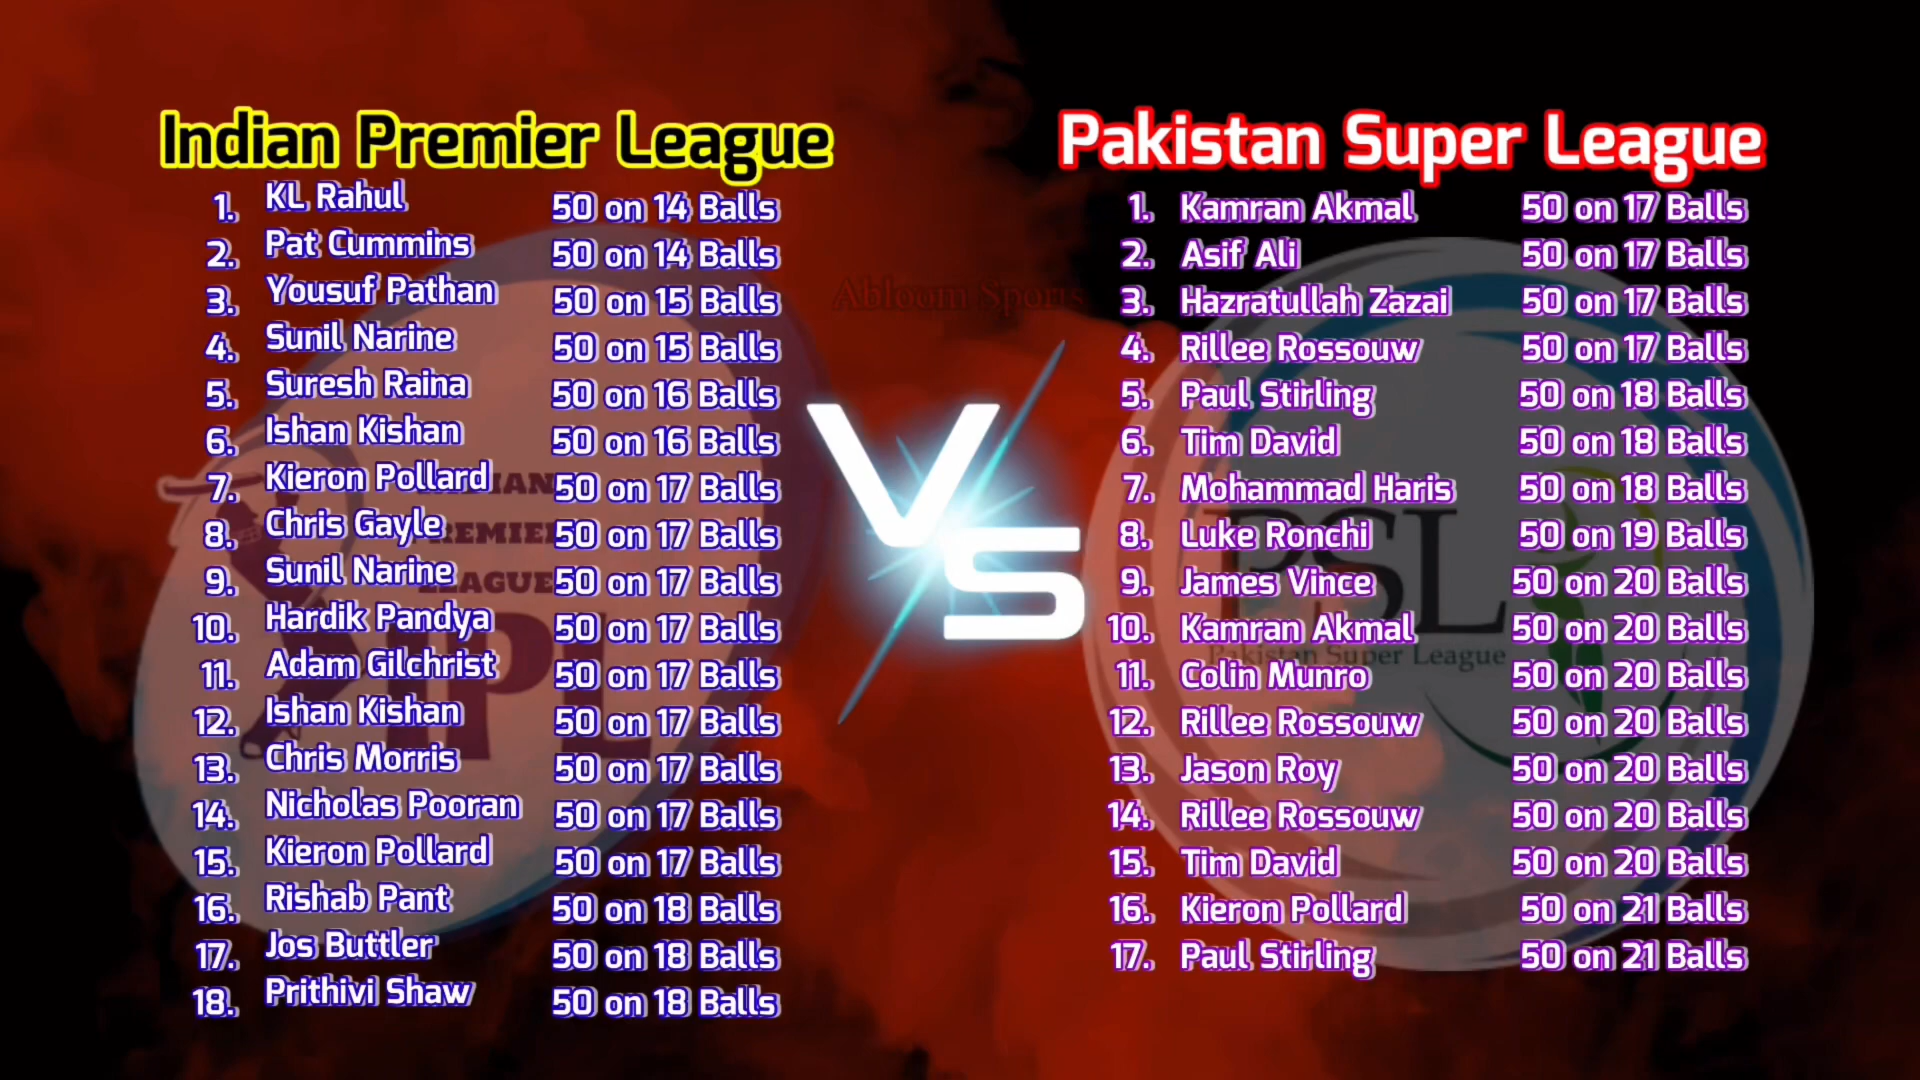 Indian Premier League
1. KL Rahul 50 on 14 Balls
2. Pat Cummins 50 on 14 Balls
3. Yousuf Pathan 50 on 15 Balls
4. Sunil Narine 50 on 15 Balls
5. Suresh Raina 50 on 16 Balls
6. Ishan Kishan 50 on 16 Balls
7. Kieron Pollard 50 on 17 Balls
8. Chris Gayle 50 on 17 Balls
9. Sunil Narine 50 on 17 Balls
10. Hardik Pandya 50 on 17 Balls
11. Adam Gilchrist 50 on 17 Balls
12. Ishan Kishan 50 on 17 Balls
13. Chris Morris 50 on 17 Balls
14. Nicholas Pooran 50 on 17 Balls
15. Kieron Pollard 50 on 17 Balls
16. Rishab Pant 50 on 18 Balls
17. Jos Buttler 50 on 18 Balls
18. Prithivi Shaw 50 on 18 Balls
INDIAN
PREMIER
LEAGUE
IPL
Abloom Sports
VS
Pakistan Super League
1. Kamran Akmal 50 on 17 Balls
2. Asif Ali 50 on 17 Balls
3. Hazratullah Zazai 50 on 17 Balls
4. Rillee Rossouw 50 on 17 Balls
5. Paul Stirling 50 on 18 Balls
6. Tim David 50 on 18 Balls
7. Mohammad Haris 50 on 18 Balls
8. Luke Ronchi 50 on 19 Balls
9. James Vince 50 on 20 Balls
10. Kamran Akmal 50 on 20 Balls
11. Colin Munro 50 on 20 Balls
12. Rillee Rossouw 50 on 20 Balls
13. Jason Roy 50 on 20 Balls
14. Rillee Rossouw 50 on 20 Balls
15. Tim David 50 on 20 Balls
16. Kieron Pollard 50 on 21 Balls
17. Paul Stirling 50 on 21 Balls
PSL
Pakistan Super League